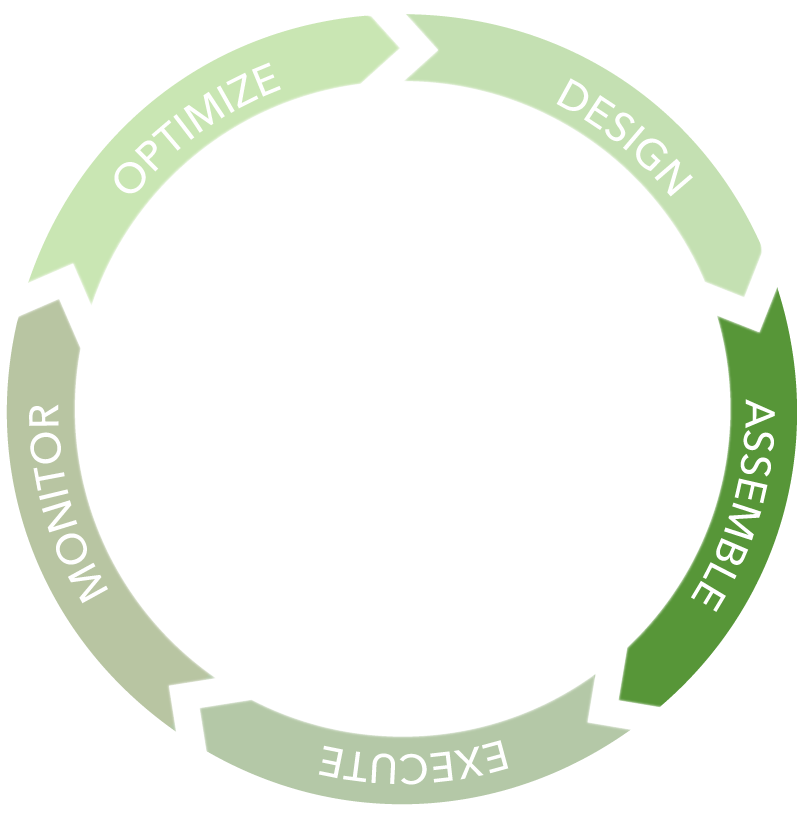 DESIGN
ASSEMBLE
EXECUTE
MONITOR
OPTIMIZE